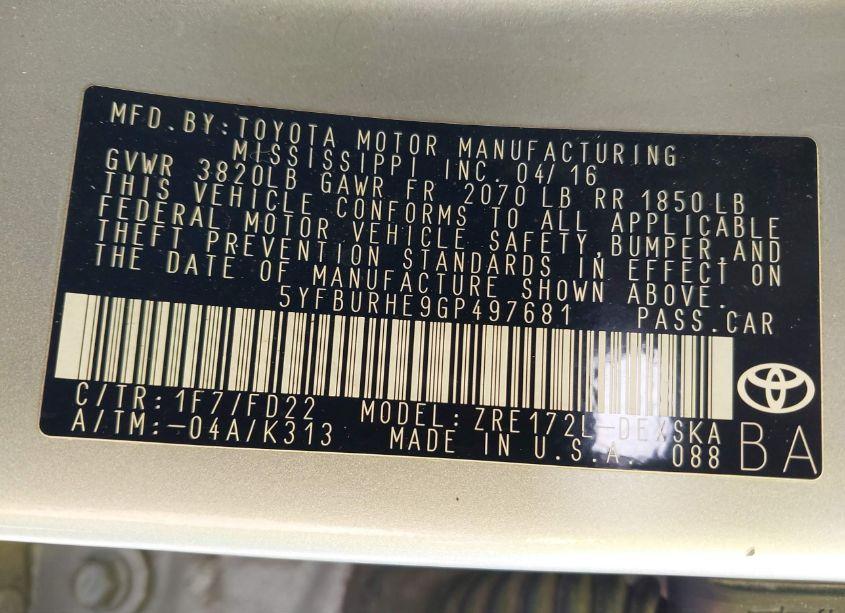 MFD.BY:TOYOTA MOTOR MANUFACTURING
MISSISSIPPI INC. 04/16
GVWR 3820LB GAWR FR 2070 LB RR 1850 LB
THIS VEHICLE CONFORMS TO ALL APPLICABLE
FEDERAL MOTOR VEHICLE SAFETY,BUMPER,AND
THEFT PREVENTION STANDARDS IN EFFECT ON
THE DATE OF MANUFACTURE SHOWN ABOVE.
5YFBURHE9GP497681 PASS.CAR
C/TR: 1F7/FD22 MODEL: ZRE172L-DEXSKA
A/TM:-04A/K313 MADE IN U.S.A. 088 BA